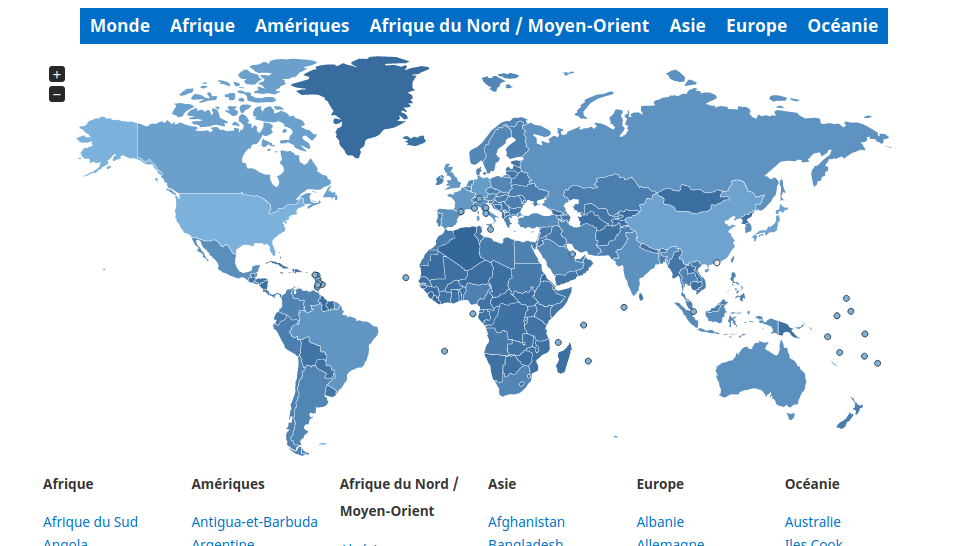 Monde Afrique Amériques Afrique du Nord / Moyen-Orient Asie Europe Océanie
+
−
Afrique Amériques Afrique du Nord / Moyen-Orient Asie Europe Océanie
Afrique du Sud Antigua-et-Barbuda Afghanistan Albanie Australie
Angola Argentine Bangladesh Allemagne Iles Cook